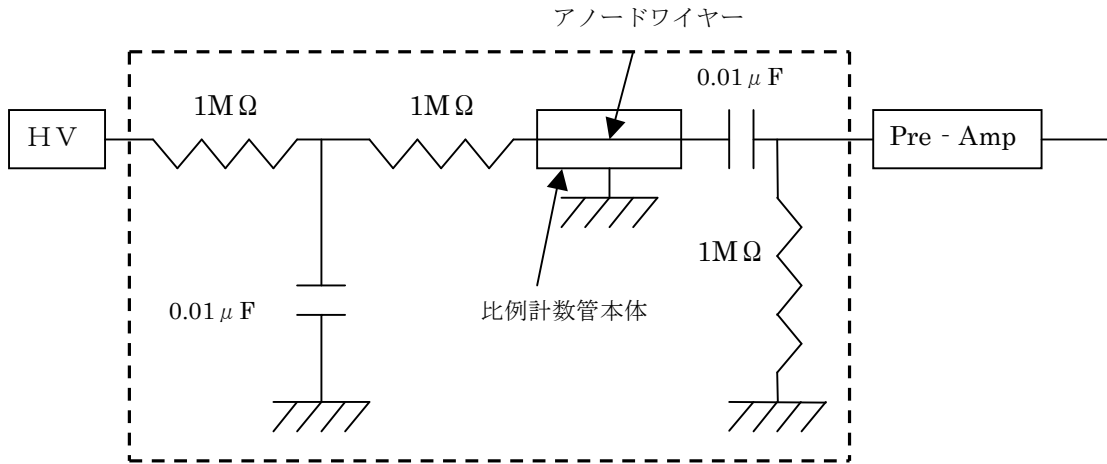 アノードワイヤー
0.01μF
1MΩ
1MΩ
ＨＶ
Pre‐Amp
1MΩ
0.01μF
比例計数管本体